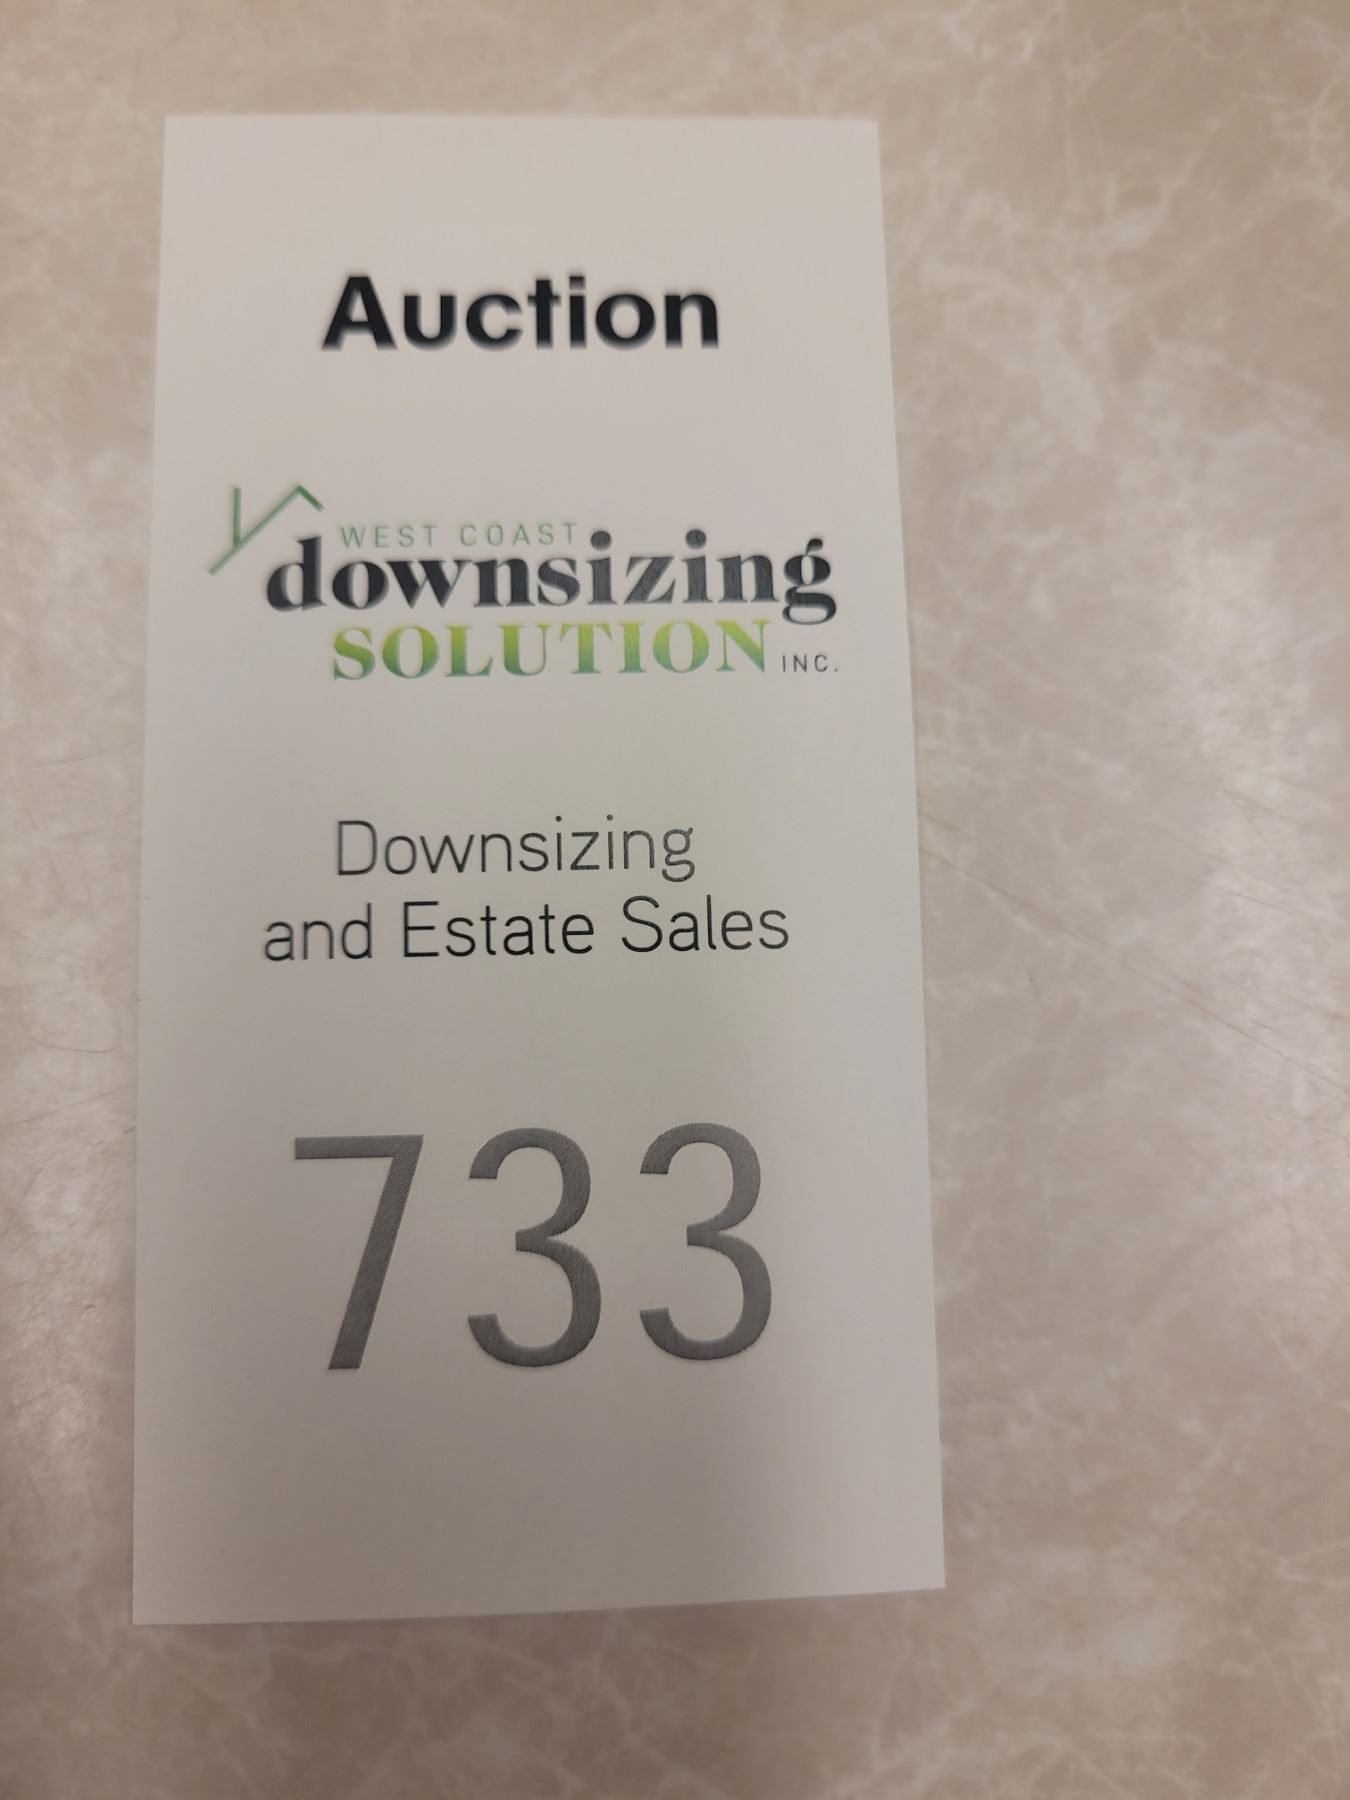 Auction
WEST COAST
downsizing
SOLUTION INC.
Downsizing
and Estate Sales
733